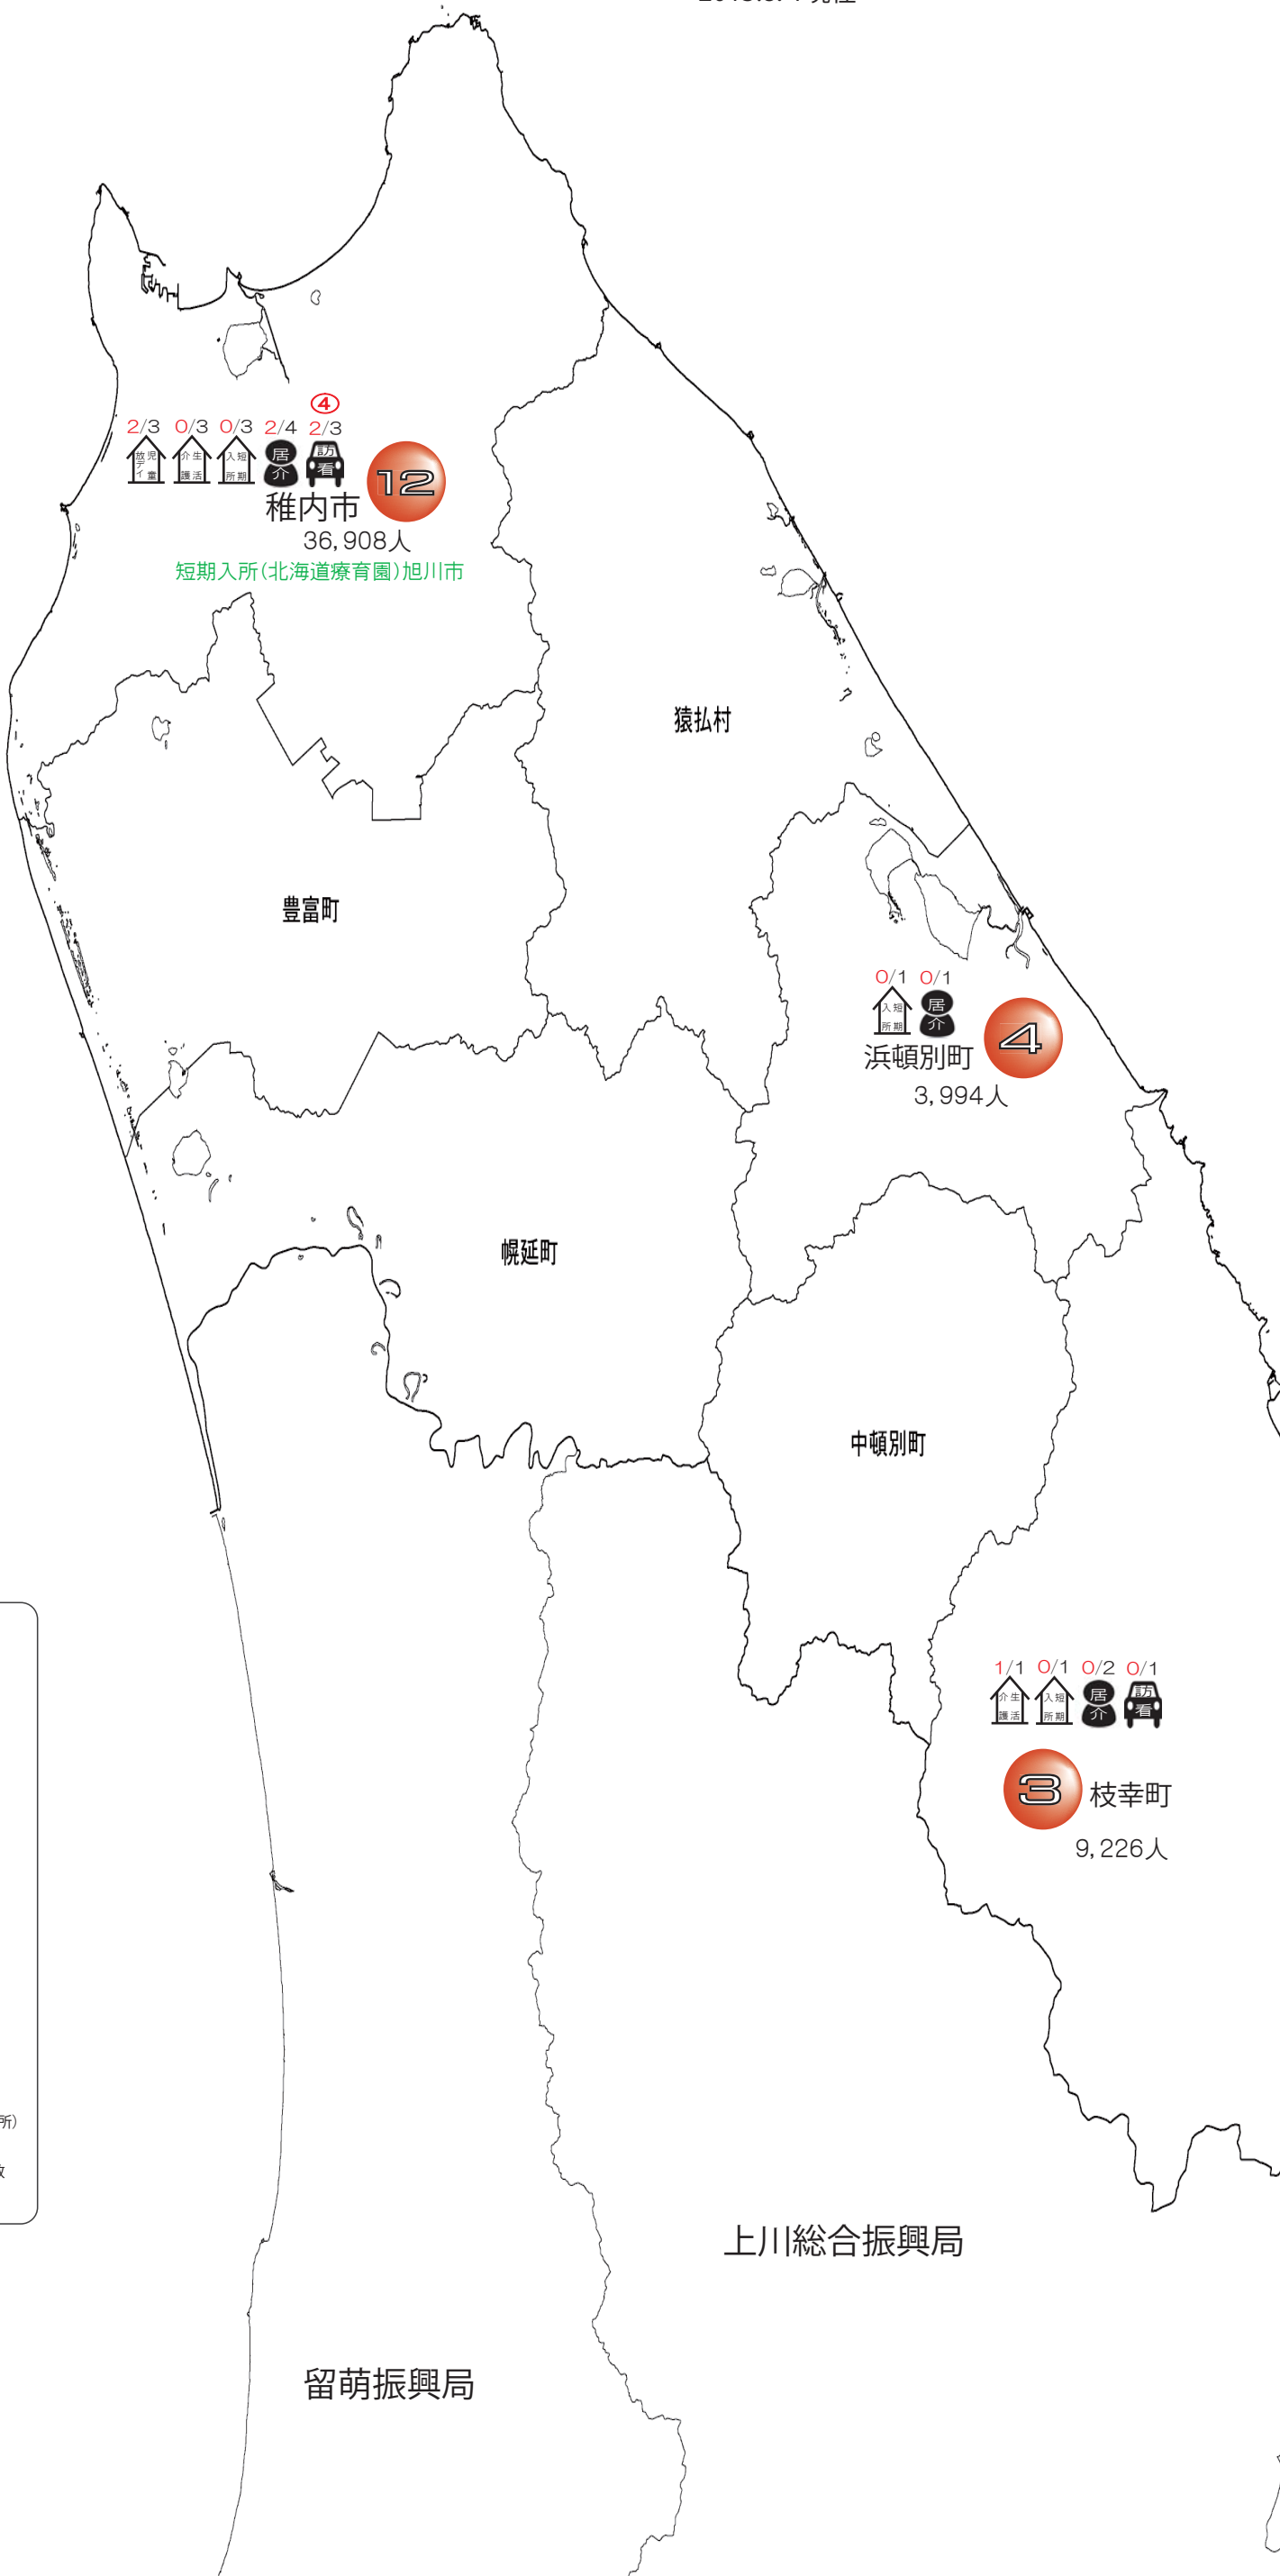 ④
2/3 0/3 0/3 2/4 2/3
児童 放デイ 生活 介護 短期 入所 居介 訪看
12
稚内市
36,908人
短期入所(北海道療育園)旭川市
猿払村
豊富町
0/1 0/1
短期 入所 居介
4
浜頓別町
3,994人
幌延町
中頓別町
1/1 0/1 0/2 0/1
生活 介護 短期 入所 居介 訪看
3 枝幸町
9,226人
所)
上川総合振興局
留萌振興局